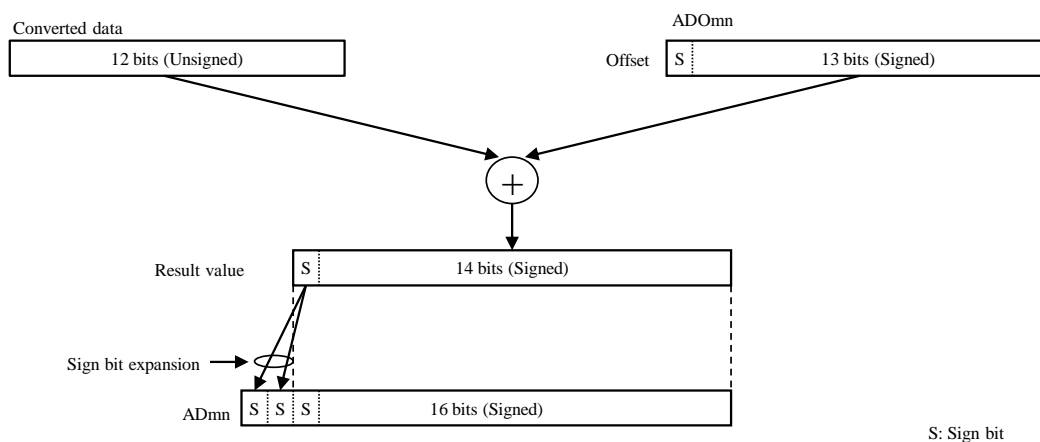 Converted data
12 bits (Unsigned)
ADOmn
Offset
S
13 bits (Signed)
+
Result value
S
14 bits (Signed)
Sign bit expansion
ADmn
S S S
16 bits (Signed)
S: Sign bit